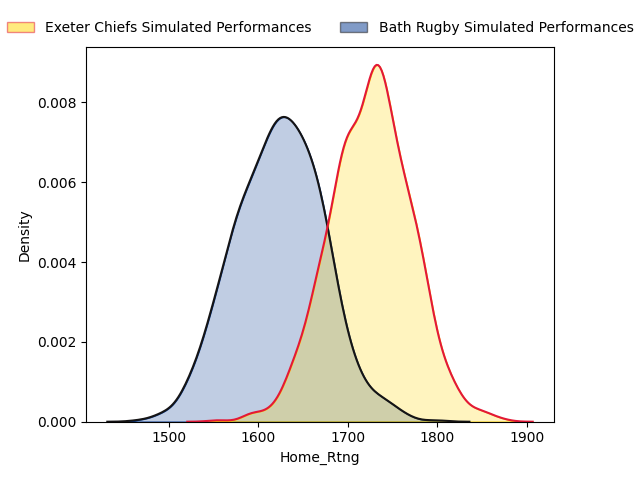 Exeter Chiefs Simulated Performances
Bath Rugby Simulated Performances
0.008
0.006
0.004
0.002
0.000
Density
1500
1600
1700
1800
1900
Home_Rtng